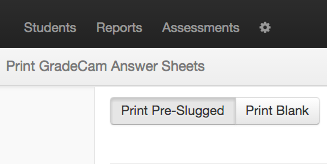 Students Reports Assessments
Print GradeCam Answer Sheets
Print Pre-Slugged Print Blank